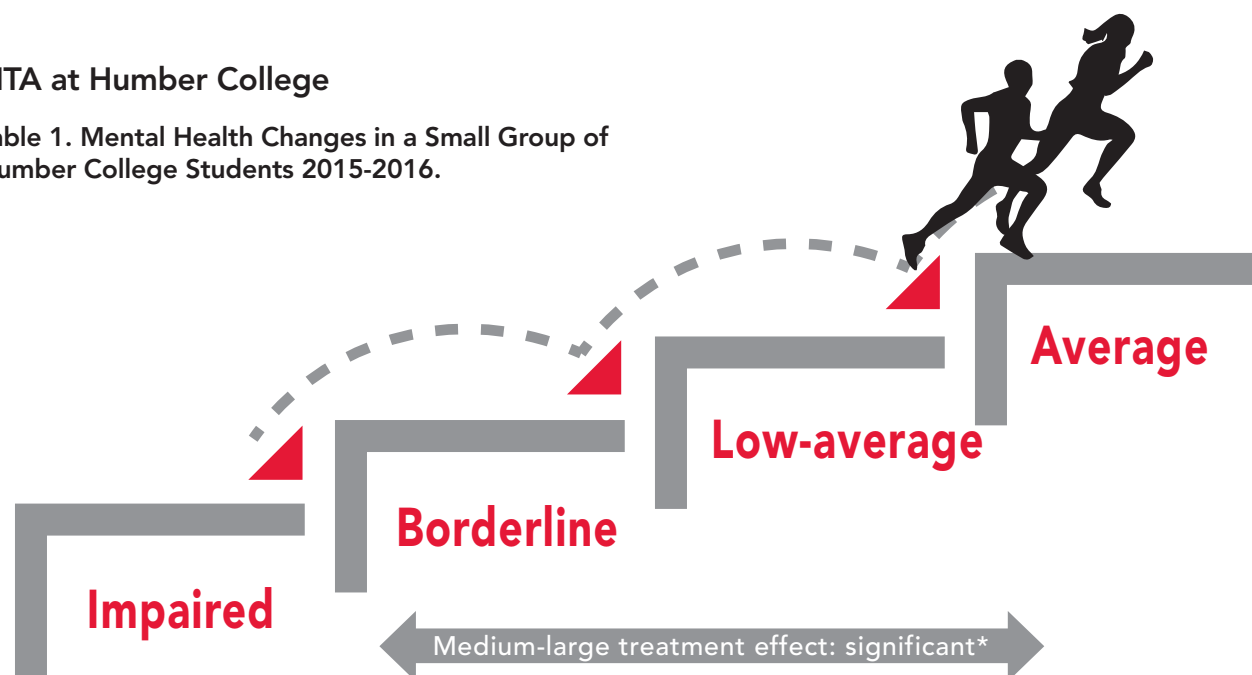 ITA at Humber College
ble 1. Mental Health Changes in a Small Group of
umber College Students 2015-2016.
Average
Low-average
Borderline
Impaired
Medium-large treatment effect: significant*